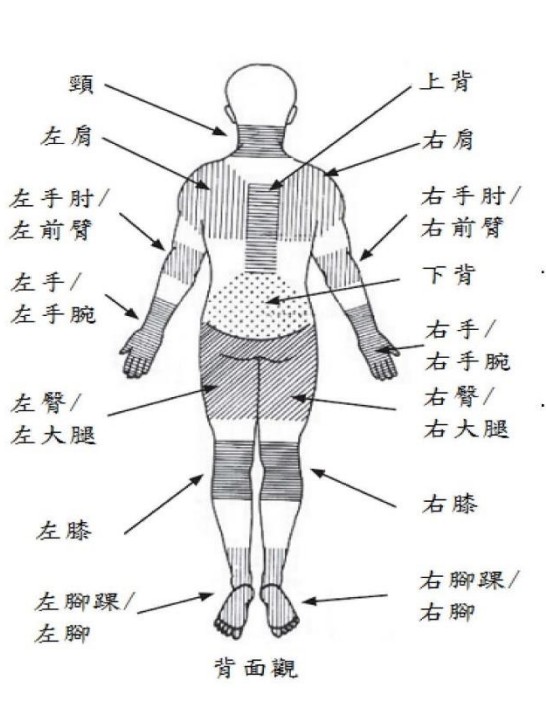 頸
上背
左肩
右肩
左手肘/
左前臂
右手肘/
右前臂
左手/
左手腕
下背
右手/
右手腕
左臀/
左大腿
右臀/
右大腿
左膝
右膝
左腳踝/
左腳
右腳踝/
右腳
背面觀